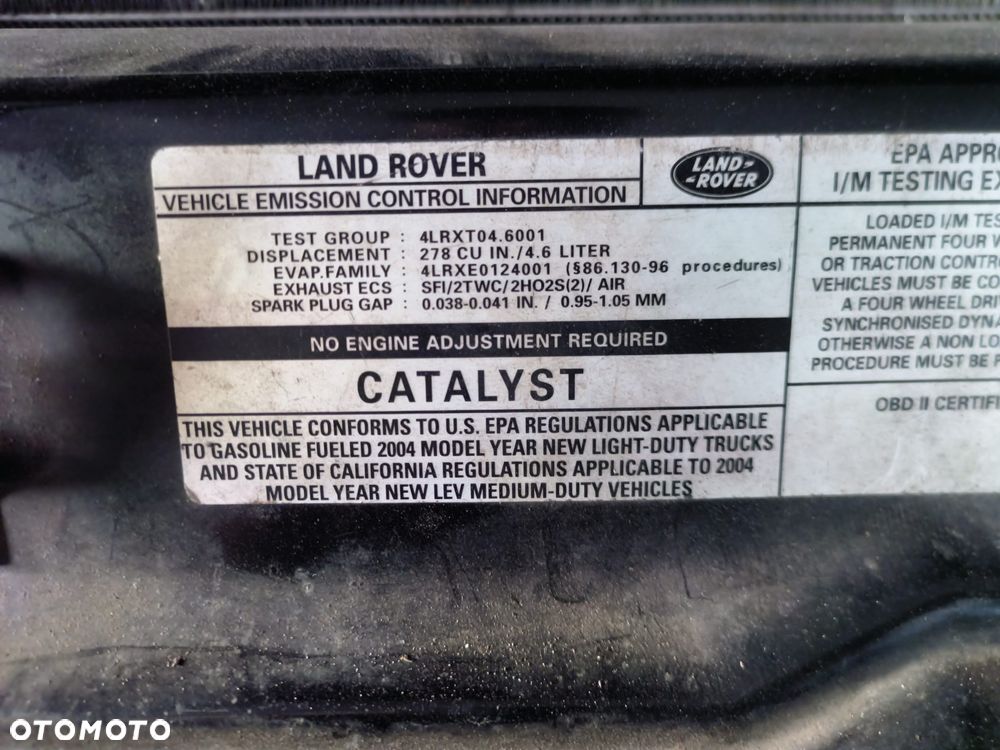 LAND ROVER
VEHICLE EMISSION CONTROL INFORMATION
LAND-
-ROVER
TEST GROUP : 4LRXT04.6001
DISPLACEMENT : 278 CU IN./4.6 LITER
EVAP.FAMILY : 4LRXE0124001 (§86.130-96 procedures)
EXHAUST ECS : SFI/2TWC/2HO2S(2)/ AIR
SPARK PLUG GAP : 0.038-0.041 IN. / 0.95-1.05 MM
NO ENGINE ADJUSTMENT REQUIRED
CATALYST
THIS VEHICLE CONFORMS TO U.S. EPA REGULATIONS APPLICABLE
TO GASOLINE FUELED 2004 MODEL YEAR NEW LIGHT-DUTY TRUCKS
AND STATE OF CALIFORNIA REGULATIONS APPLICABLE TO 2004
MODEL YEAR NEW LEV MEDIUM-DUTY VEHICLES
EPA APPRO
I/M TESTING EX
LOADED I/M TES
PERMANENT FOUR W
OR TRACTION CONTR
VEHICLES MUST BE CO
A FOUR WHEEL DRI
SYNCHRONISED DYNA
OTHERWISE A NON LO
PROCEDURE MUST BE
OBD II CERTIFI
OTOMOTO